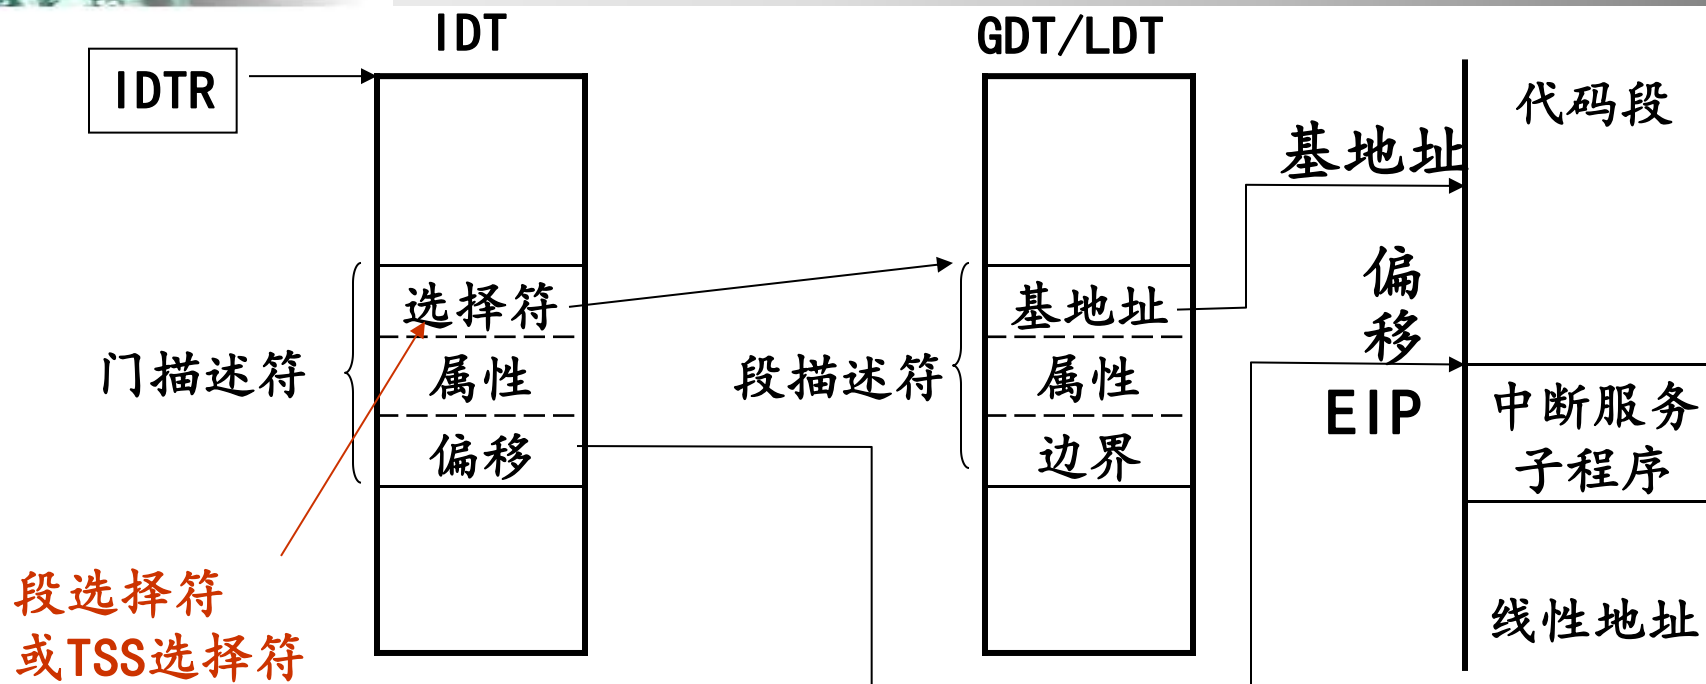 IDT
GDT/LDT
IDTR
代码段
基地址
偏
移
EIP
选择符
属性
偏移
门描述符
基地址
属性
边界
段描述符
中断服务
子程序
段选择符
或TSS选择符
线性地址